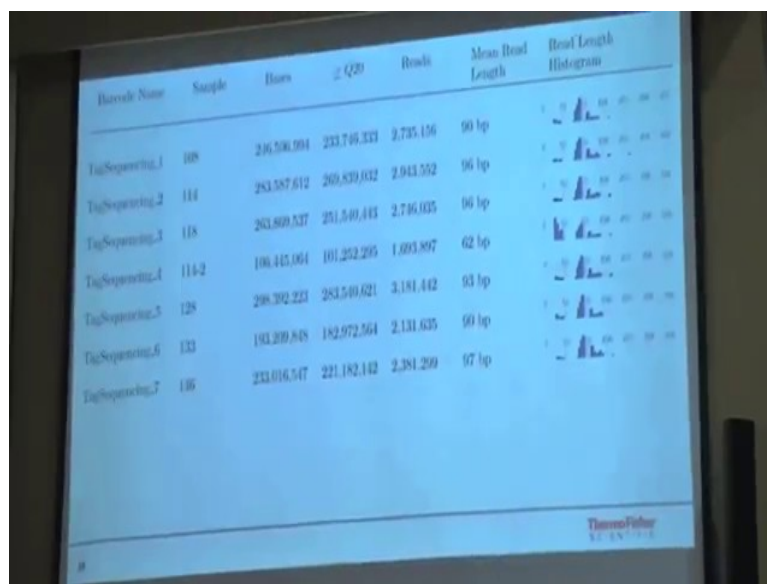 Barcode Name Sample Bases ≥ Q20 Reads Mean Read Length Read Length Histogram
TagSequencing_1 108 233,746,333 2,735,156 90 bp
TagSequencing_2 114 283,587,612 269,839,032 2,943,552 96 bp
TagSequencing_3 118 263,869,537 251,540,443 2,746,035 96 bp
TagSequencing_4 114-2 106,445,064 101,252,295 1,693,897 62 bp
TagSequencing_5 128 298,392,223 283,540,621 3,181,442 93 bp
TagSequencing_6 133 193,209,848 182,972,564 2,131,635 90 bp
TagSequencing_7 146 233,016,547 221,182,142 2,381,299 97 bp
ThermoFisher
SCIENTIFIC